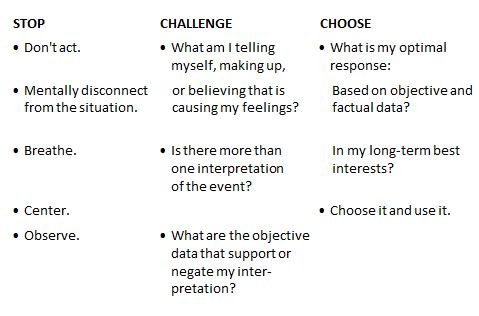 STOP
• Don't act.
• Mentally disconnect
from the situation.
• Breathe.
• Center.
• Observe.
CHALLENGE
• What am I telling
myself, making up,
or believing that is
causing my feelings?
• Is there more than
one interpretation
of the event?
• What are the objective
data that support or
negate my inter-
pretation?
CHOOSE
• What is my optimal
response:
Based on objective and
factual data?
In my long-term best
interests?
• Choose it and use it.